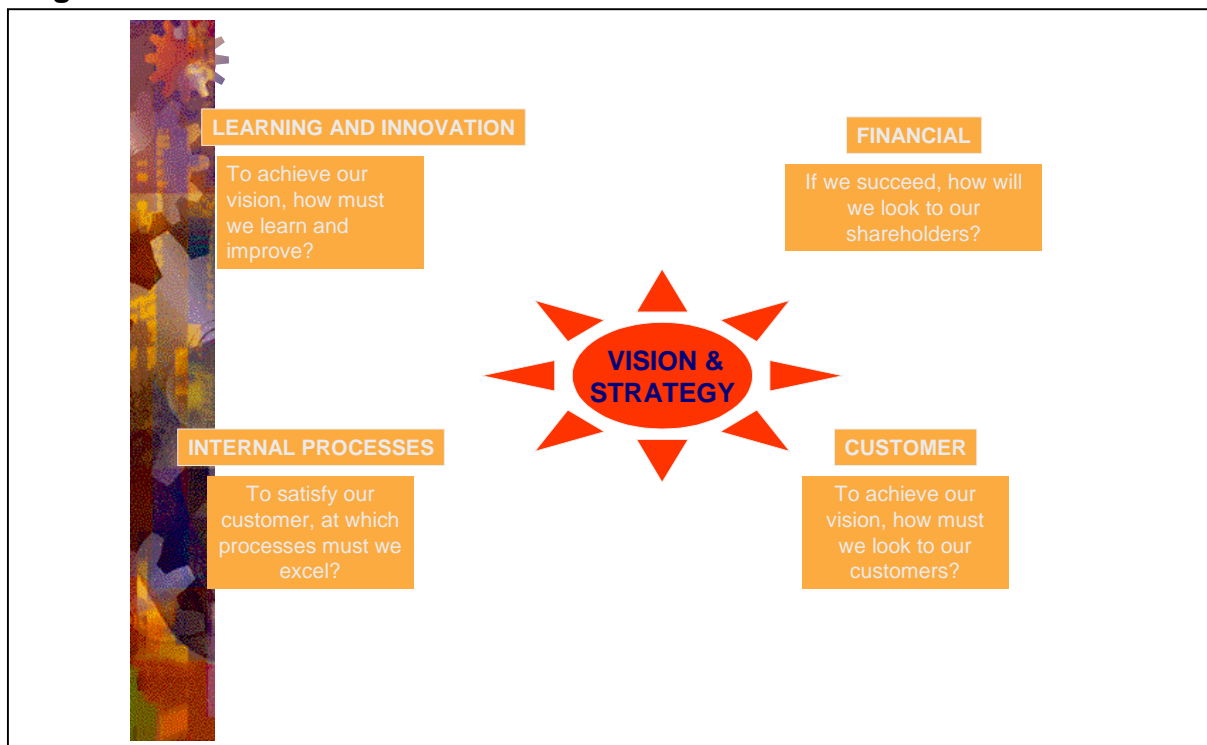 LEARNING AND INNOVATION
To achieve our
vision, how must
we learn and
improve?
FINANCIAL
If we succeed, how will
we look to our
shareholders?
VISION &
STRATEGY
INTERNAL PROCESSES
To satisfy our
customer, at which
processes must we
excel?
CUSTOMER
To achieve our
vision, how must
we look to our
customers?